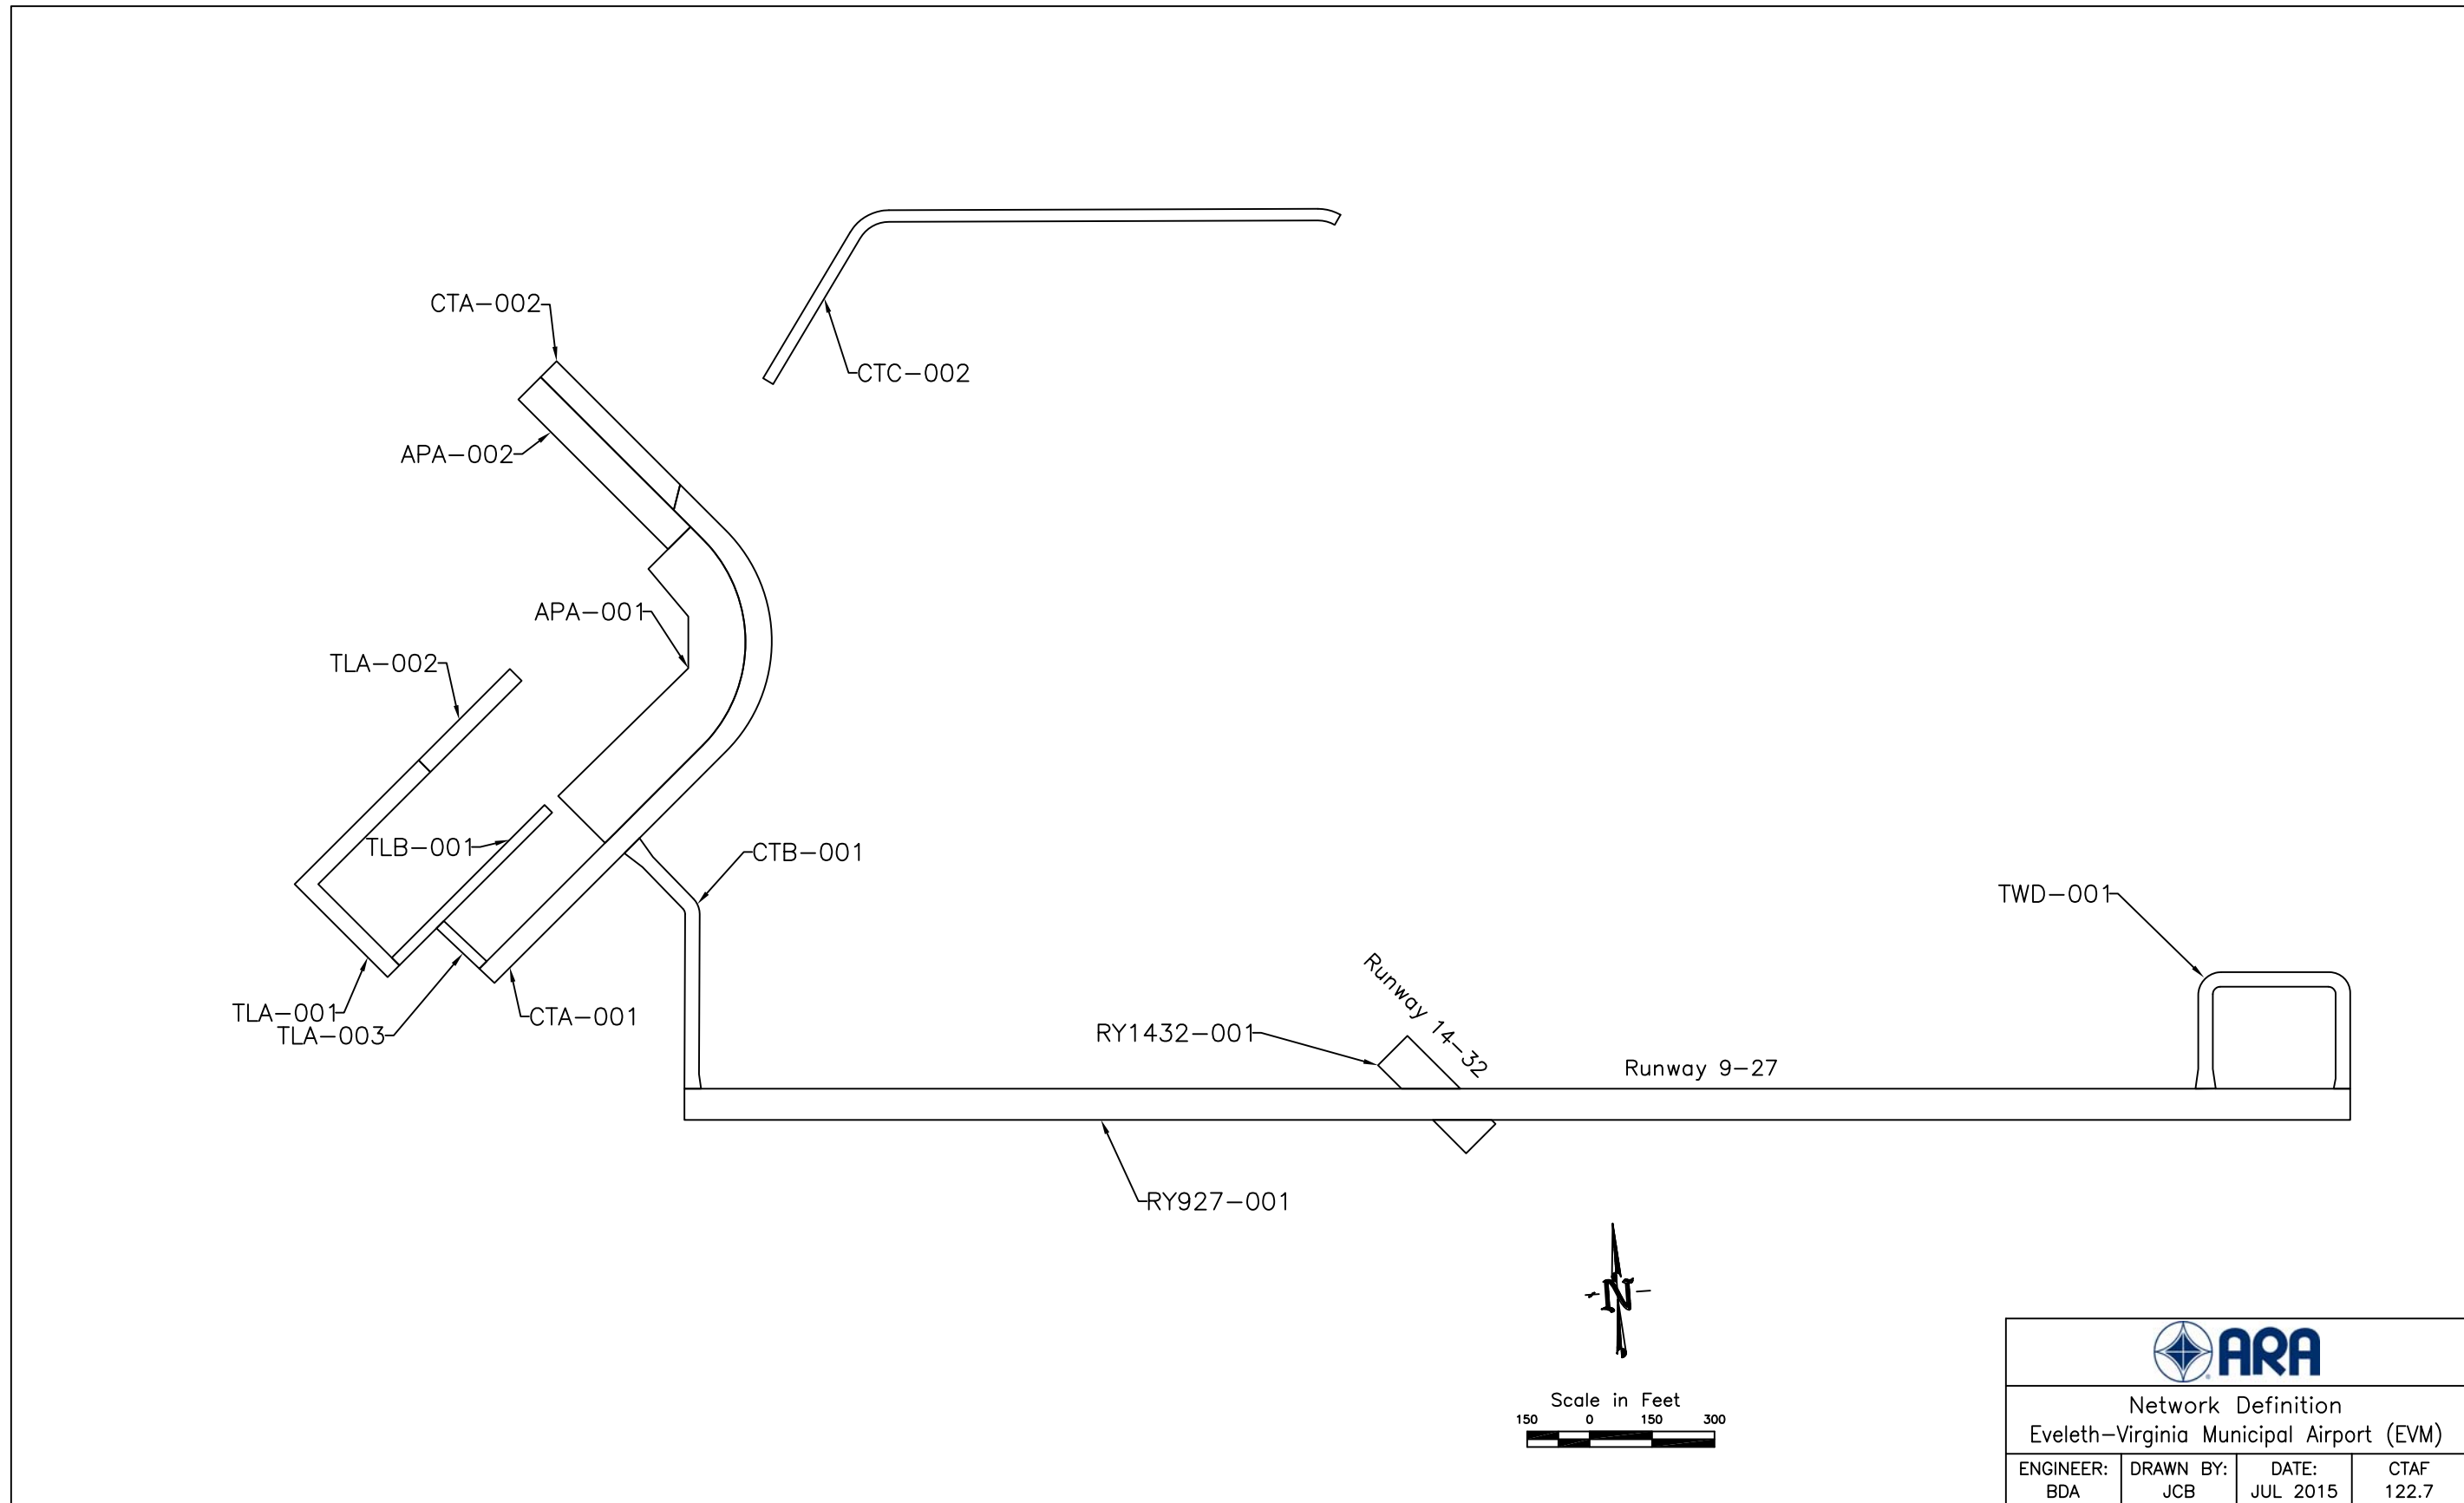 CTA-002
CTC-002
APA-002
APA-001
TLA-002
TLB-001
CTB-001
TWD-001
TLA-001
TLA-003
CTA-001
RY1432-001
Runway 14-32
Runway 9-27
RY927-001
N
Scale in Feet
150 0 150 300
ARA
Network Definition
Eveleth-Virginia Municipal Airport (EVM)
ENGINEER: DRAWN BY: DATE: CTAF
BDA JCB JUL 2015 122.7